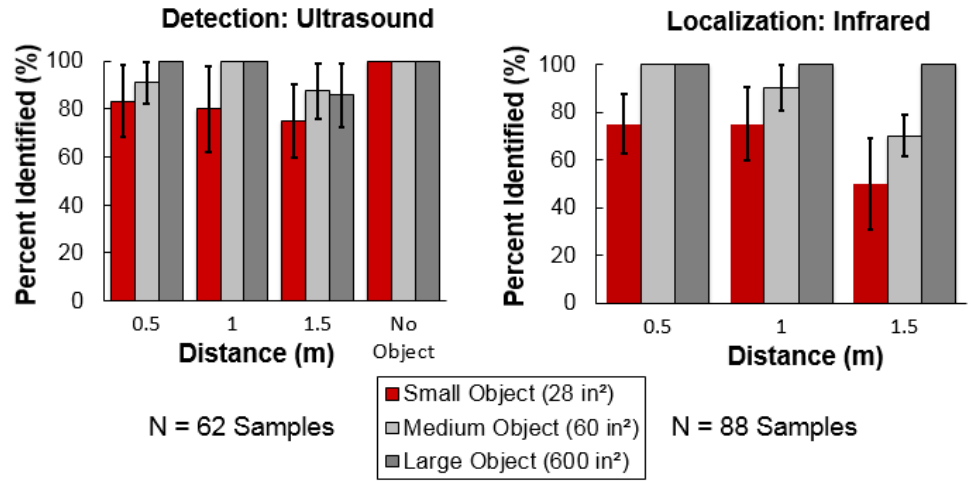 Detection: Ultrasound
Percent Identified (%)
100
80
60
40
20
0
0.5
1
1.5
No
Object
Distance (m)
N = 62 Samples
Localization: Infrared
Percent Identified (%)
100
80
60
40
20
0
0.5
1
1.5
Distance (m)
N = 88 Samples
Small Object (28 in²)
Medium Object (60 in²)
Large Object (600 in²)